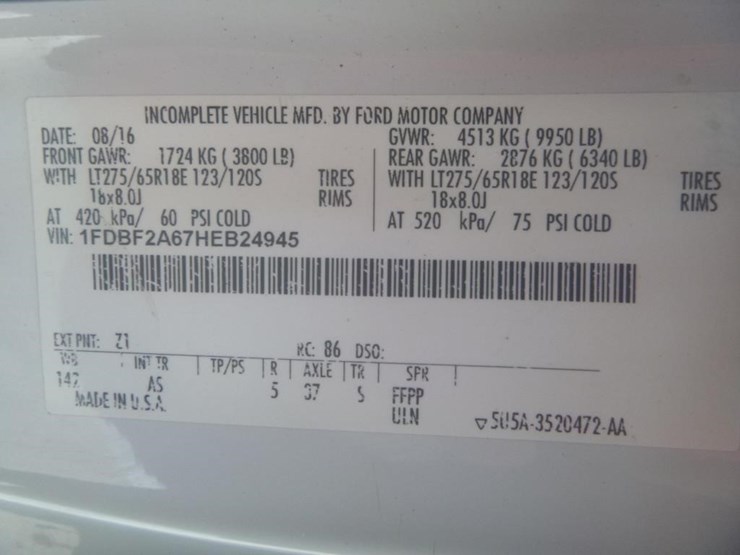 INCOMPLETE VEHICLE MFD. BY FORD MOTOR COMPANY
DATE: 08/16 GVWR: 4513 KG ( 9950 LB)
FRONT GAWR: 1724 KG ( 3800 LB) REAR GAWR: 2876 KG ( 6340 LB)
WITH LT275/65R18E 123/120S TIRES WITH LT275/65R18E 123/120S TIRES
18x8.0J RIMS 18x8.0J RIMS
AT 420 kPa/ 60 PSI COLD AT 520 kPa/ 75 PSI COLD
VIN: 1FDBF2A67HEB24945
EXT PNT: Z1 RC: 86 DSO:
WB INT TR TP/PS R AXLE TR SPR
142 AS 5 37 S FFPP
MADE IN U.S.A. ULN
5U5A-3520472-AA